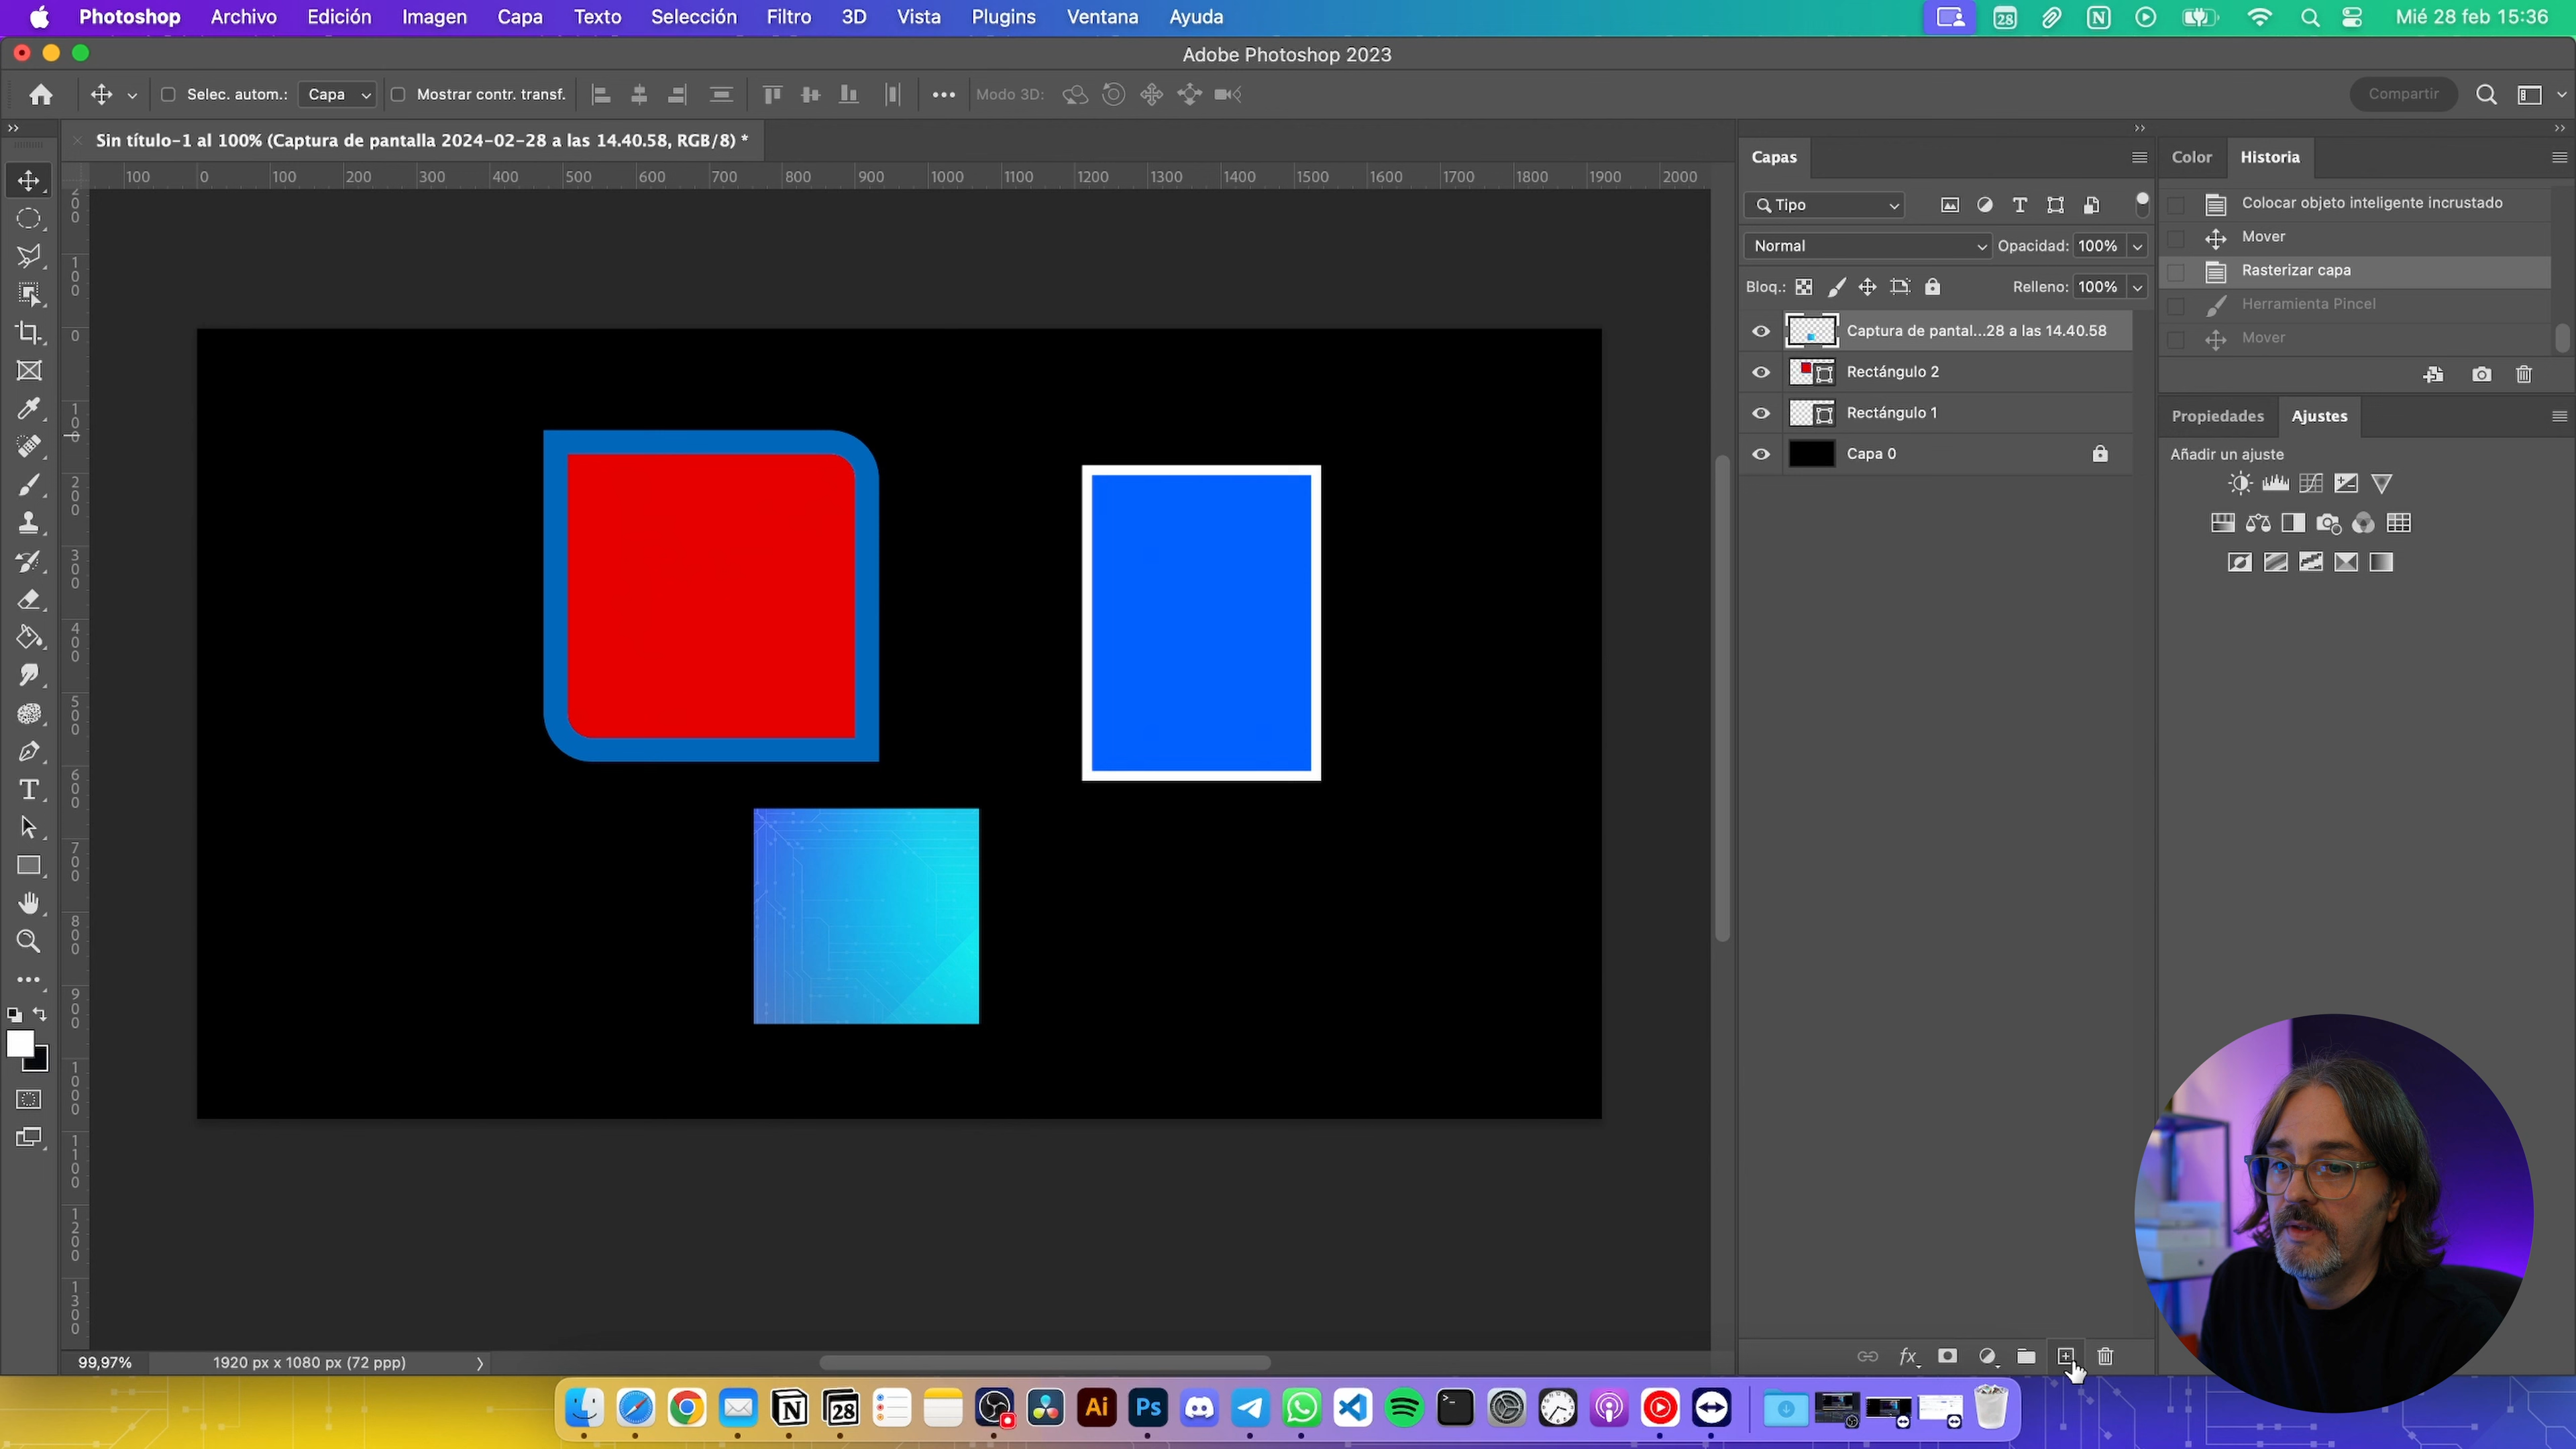 Photoshop Archivo Edición Imagen Capa Texto Selección Filtro 3D Vista Plugins Ventana Ayuda 28 N Mié 28 feb 15:36
Adobe Photoshop 2023
Selec. autom.: Capa Mostrar contr. transf. Modo 3D: Compartir
Sin título-1 al 100% (Captura de pantalla 2024-02-28 a las 14.40.58, RGB/8) *
100 0 100 200 300 400 500 600 700 800 900 1000 1100 1200 1300 1400 1500 1600 1700 1800 1900 2000
200
100
0
100
200
300
400
500
600
700
800
900
1000
1100
1200
1300
Capas
Tipo
Normal Opacidad: 100%
Bloq.: Relleno: 100%
Captura de pantal...28 a las 14.40.58
Rectángulo 2
Rectángulo 1
Capa 0
Color Historia
Colocar objeto inteligente incrustado
Mover
Rasterizar capa
Herramienta Pincel
Mover
Propiedades Ajustes
Añadir un ajuste
fx
99,97% 1920 px x 1080 px (72 ppp)
N 28 Ai Ps